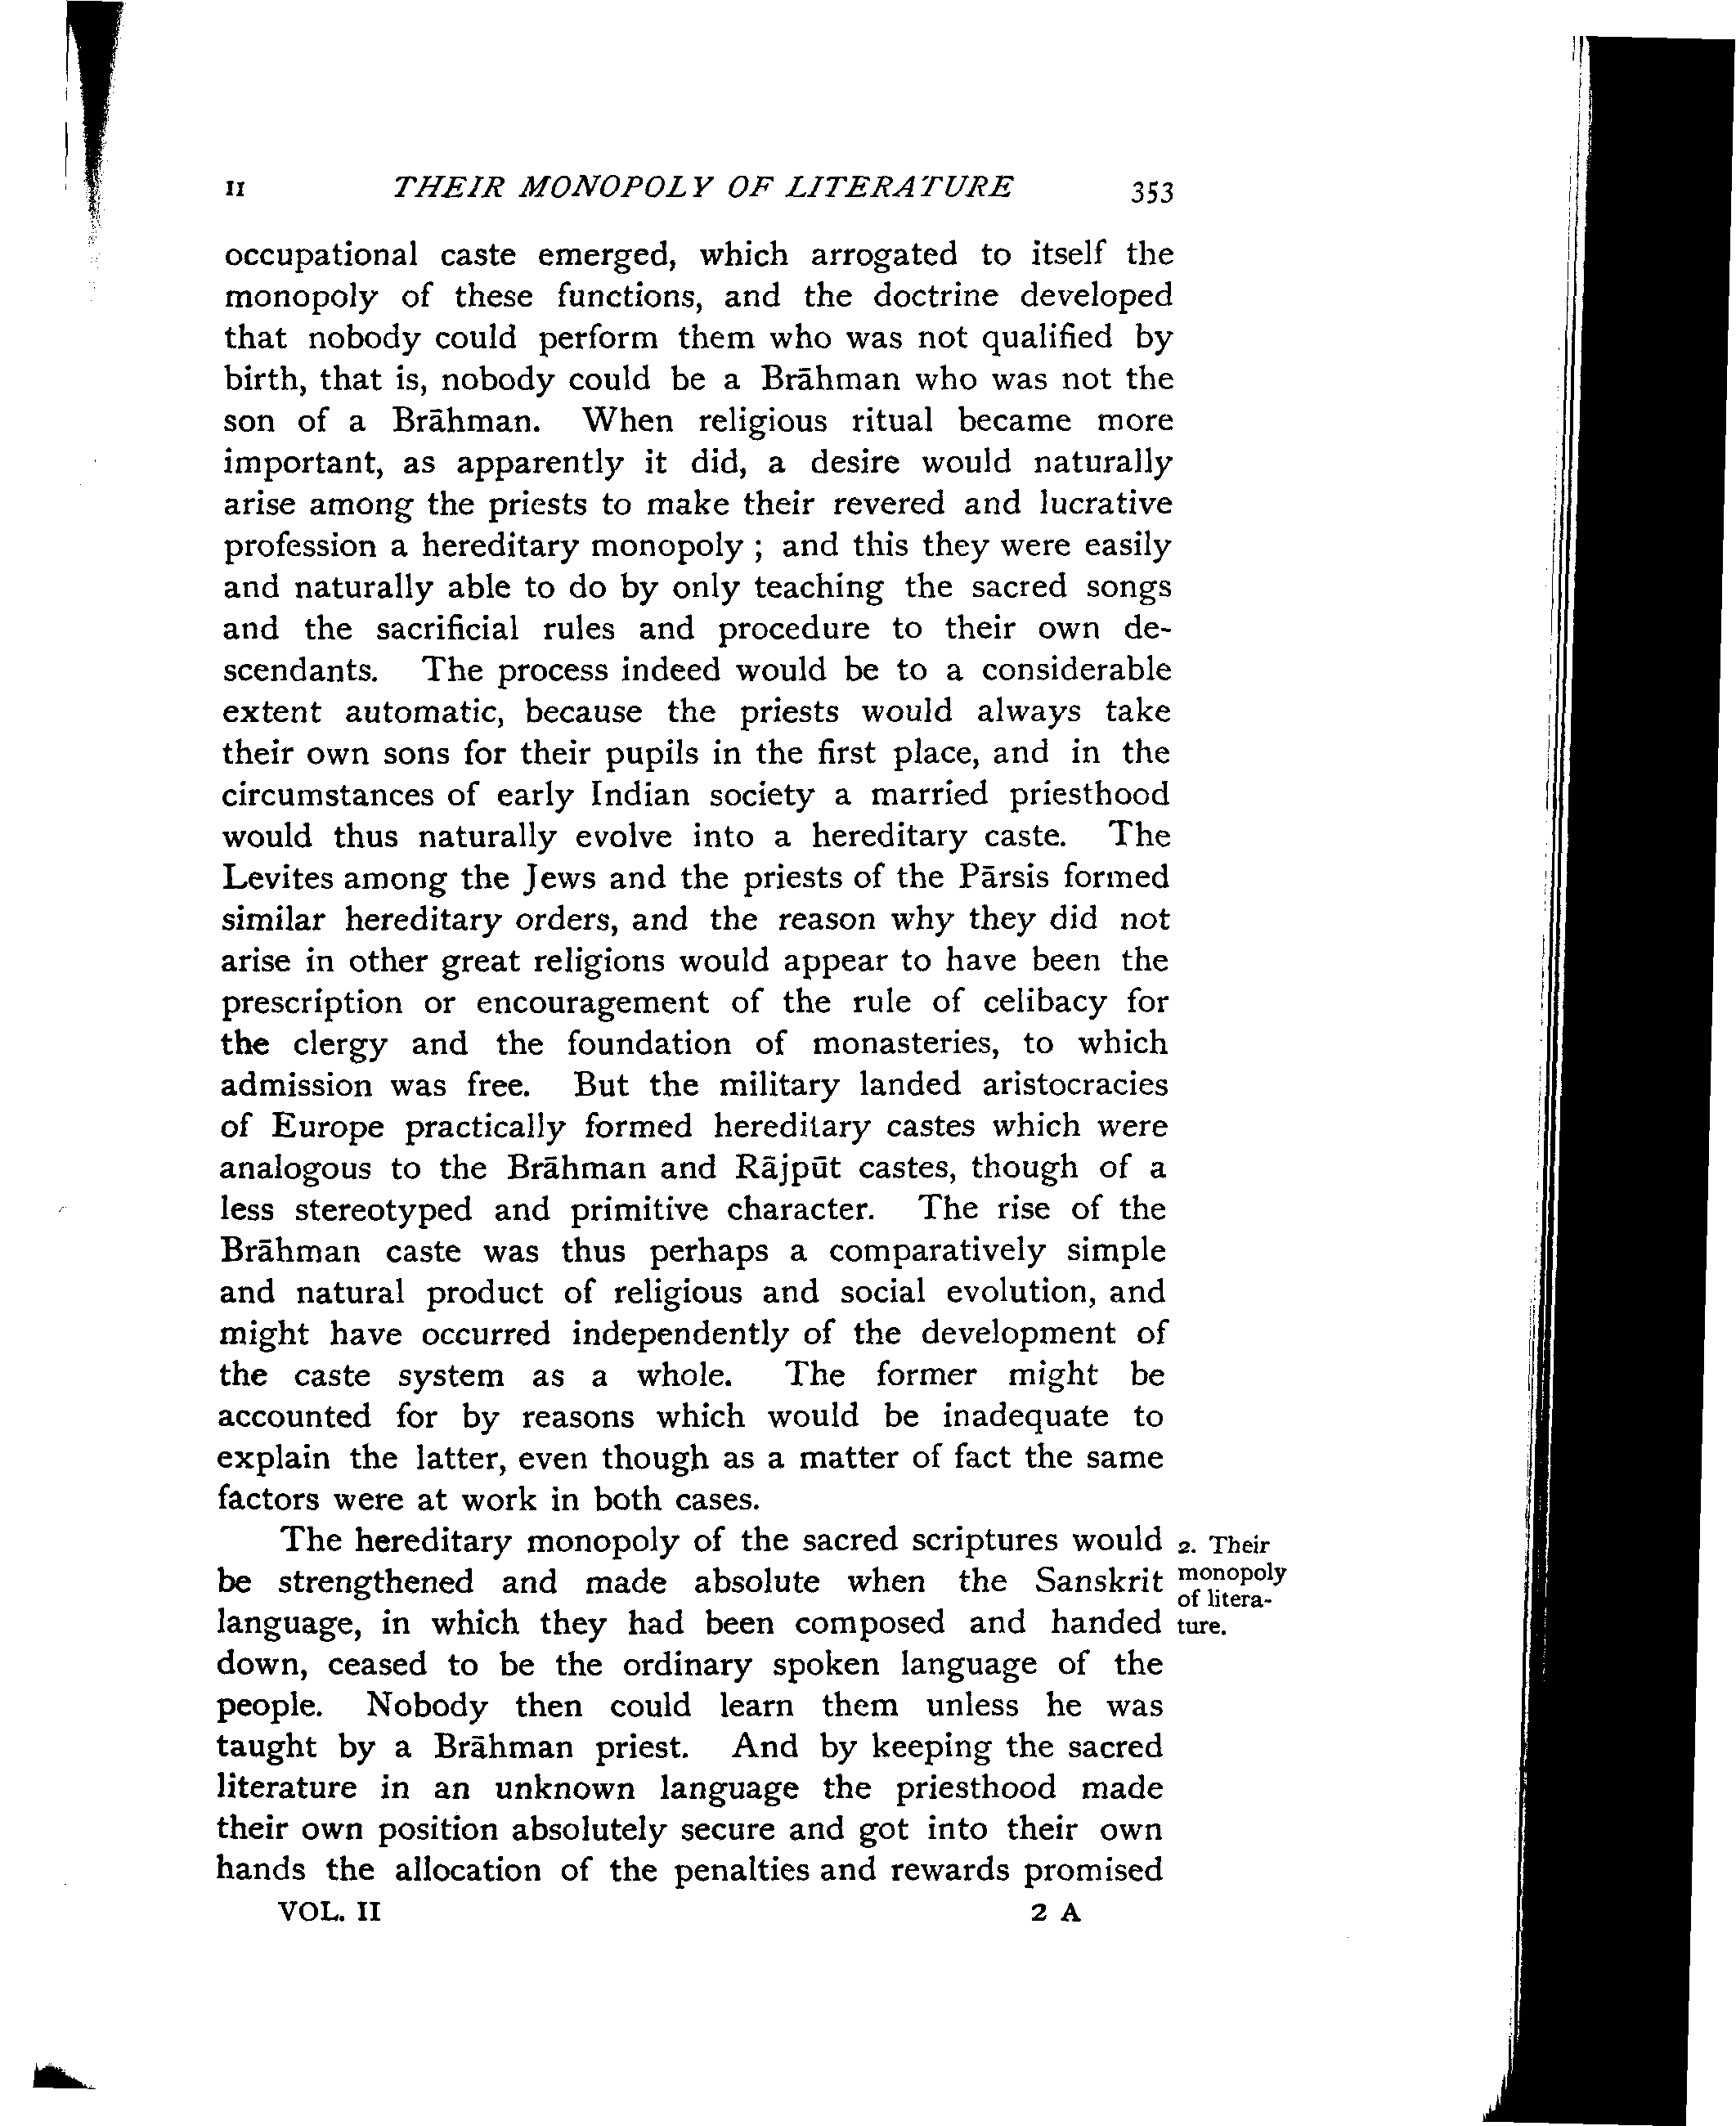 II THEIR MONOPOLY OF LITERATURE 353
occupational caste emerged, which arrogated to itself the
monopoly of these functions, and the doctrine developed
that nobody could perform them who was not qualified by
birth, that is, nobody could be a Brāhman who was not the
son of a Brāhman. When religious ritual became more
important, as apparently it did, a desire would naturally
arise among the priests to make their revered and lucrative
profession a hereditary monopoly ; and this they were easily
and naturally able to do by only teaching the sacred songs
and the sacrificial rules and procedure to their own de-
scendants. The process indeed would be to a considerable
extent automatic, because the priests would always take
their own sons for their pupils in the first place, and in the
circumstances of early Indian society a married priesthood
would thus naturally evolve into a hereditary caste. The
Levites among the Jews and the priests of the Pārsis formed
similar hereditary orders, and the reason why they did not
arise in other great religions would appear to have been the
prescription or encouragement of the rule of celibacy for
the clergy and the foundation of monasteries, to which
admission was free. But the military landed aristocracies
of Europe practically formed hereditary castes which were
analogous to the Brāhman and Rājpūt castes, though of a
less stereotyped and primitive character. The rise of the
Brāhman caste was thus perhaps a comparatively simple
and natural product of religious and social evolution, and
might have occurred independently of the development of
the caste system as a whole. The former might be
accounted for by reasons which would be inadequate to
explain the latter, even though as a matter of fact the same
factors were at work in both cases.
The hereditary monopoly of the sacred scriptures would
be strengthened and made absolute when the Sanskrit
language, in which they had been composed and handed
down, ceased to be the ordinary spoken language of the
people. Nobody then could learn them unless he was
taught by a Brāhman priest. And by keeping the sacred
literature in an unknown language the priesthood made
their own position absolutely secure and got into their own
hands the allocation of the penalties and rewards promised
2. Their
monopoly
of litera-
ture.
VOL. II 2 A